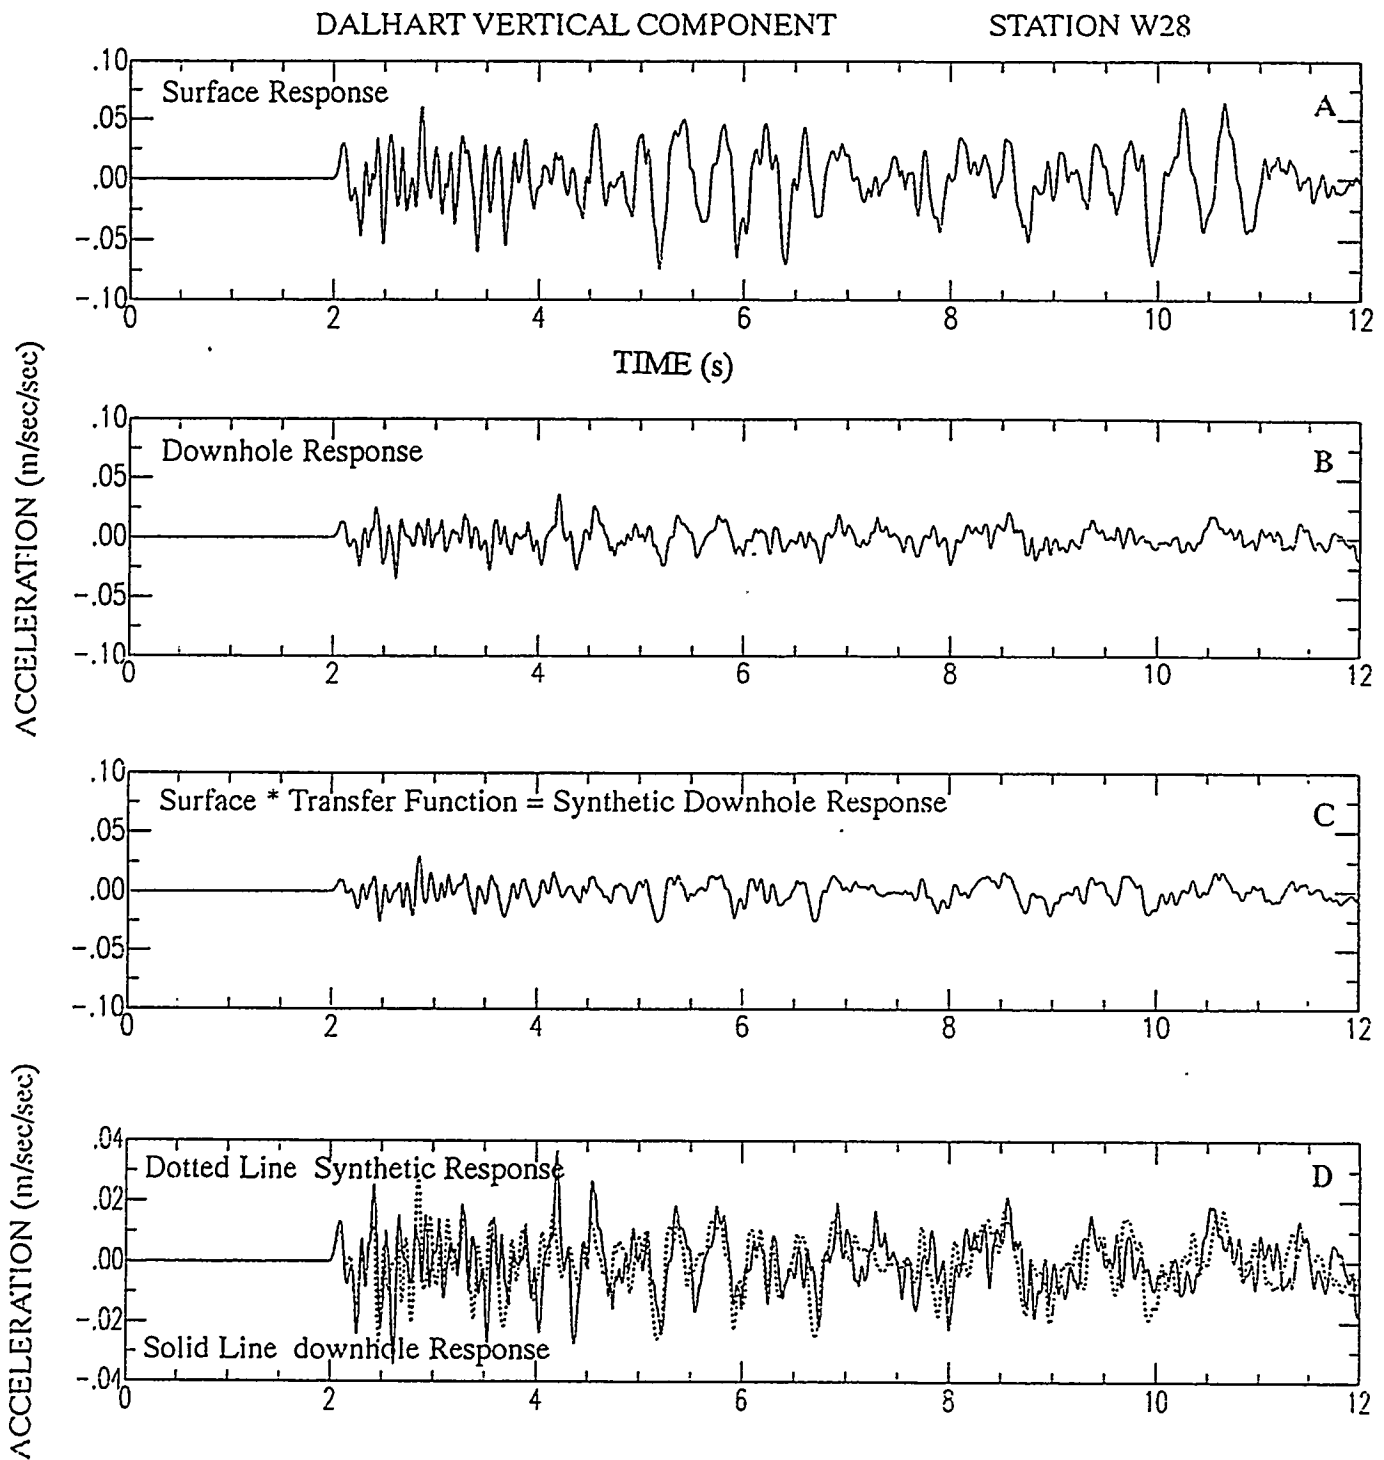 DALHART VERTICAL COMPONENT STATION W28
.10
Surface Response A
.05
.00
-.05
-.10
0 2 4 6 8 10 12
TIME (s)
ACCELERATION (m/sec/sec)
.10
Downhole Response B
.05
.00
-.05
-.10
0 2 4 6 8 10 12
.10
Surface * Transfer Function = Synthetic Downhole Response C
.05
.00
-.05
-.10
0 2 4 6 8 10 12
ACCELERATION (m/sec/sec)
.04
Dotted Line Synthetic Response D
.02
.00
-.02
Solid Line downhole Response
-.04
0 2 4 6 8 10 12